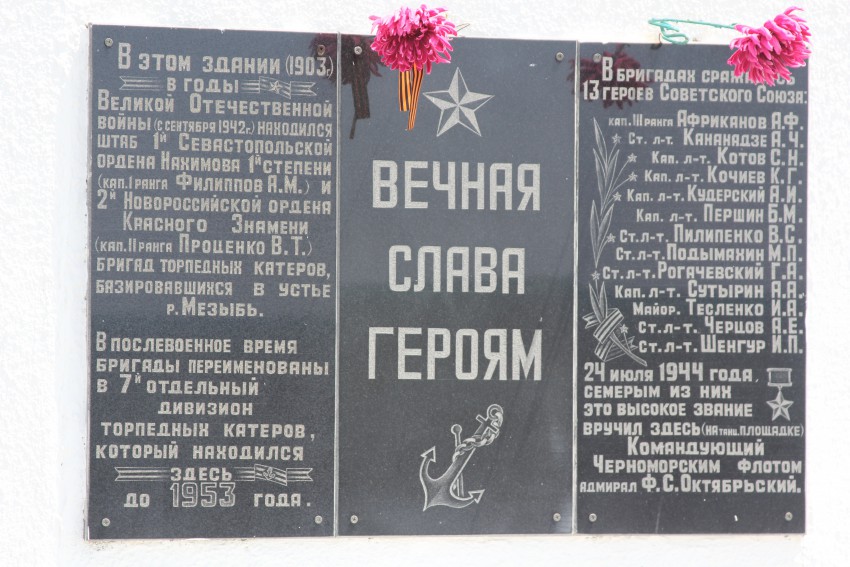 В этом здании (1903г)
в годы
Великой Отечественной
войны (с сентября 1942 г.) находился
штаб 1й Севастопольской
ордена Нахимова 1й степени
(кап. I ранга Филиппов А.М.) и
2й Новороссийской ордена
Красного Знамени
(кап. II ранга Проценко В.Т.)
бригад торпедных катеров,
базировавшихся в устье
р. Мезыбь.
В послевоенное время
бригады переименованы
в 7й отдельный
дивизион
торпедных катеров,
который находился
здесь
до 1953 года.
ВЕЧНАЯ
СЛАВА
ГЕРОЯМ
В бригадах
13 героев Советского Союза:
кап. III ранга Африканов А.Ф.
Ст. л-т. Кананадзе А.Ч.
Кап. л-т. Котов С.Н.
Кап. л-т. Кочиев К.Г.
Кап. л-т. Кудерский А.И.
Кап. л-т. Першин Б.М.
Ст. л-т. Пилипенко В.С.
Ст. л-т. Подымахин М.П.
Ст. л-т. Рогачевский Г.А.
Кап. л-т. Сутырин А.А.
Майор. Тесленко И.А.
Ст. л-т. Черцов А.Е.
Ст. л-т. Шенгур И.П.
24 июля 1944 года,
семерым из них
это высокое звание
вручил здесь (на танц. площадке)
Командующий
Черноморским флотом
адмирал Ф.С. Октябрьский.